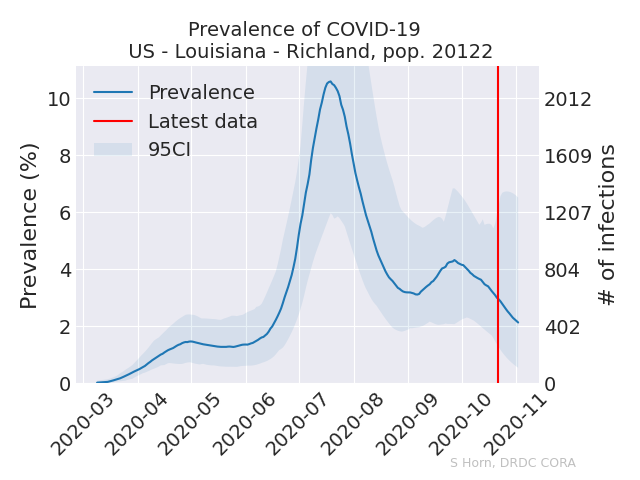 Prevalence of COVID-19
US - Louisiana - Richland, pop. 20122
Prevalence
Latest data
95CI
Prevalence (%)
10
8
6
4
2
0
2012
1609
1207
804
402
0
# of infections
2020-03
2020-04
2020-05
2020-06
2020-07
2020-08
2020-09
2020-10
2020-11
S Horn, DRDC CORA